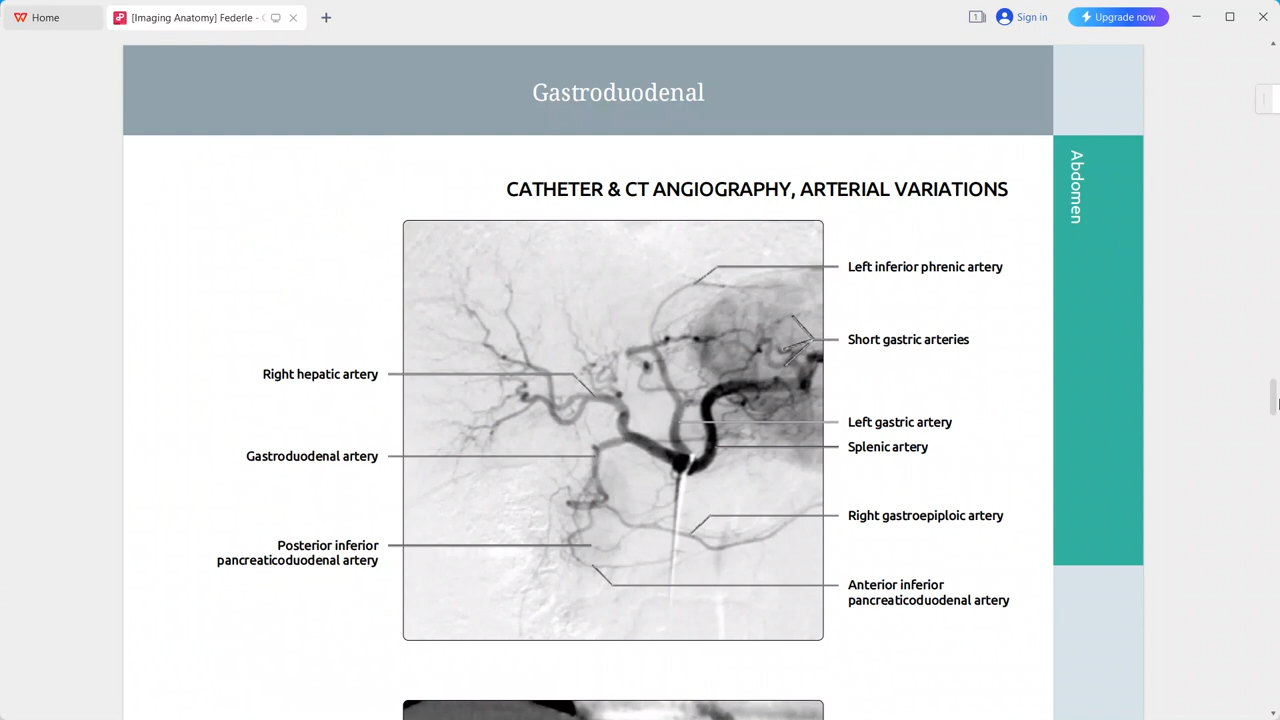 Home
[Imaging Anatomy] Federle -
1
Sign in
Upgrade now
Gastroduodenal
Abdomen
CATHETER & CT ANGIOGRAPHY, ARTERIAL VARIATIONS
Left inferior phrenic artery
Short gastric arteries
Right hepatic artery
Left gastric artery
Splenic artery
Gastroduodenal artery
Right gastroepiploic artery
Posterior inferior
pancreaticoduodenal artery
Anterior inferior
pancreaticoduodenal artery